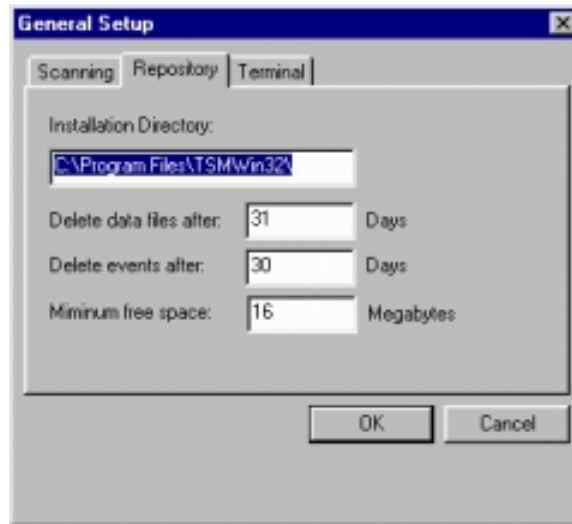 General Setup
Scanning Repository Terminal
Installation Directory:
C:\Program Files\TSMWin32\
Delete data files after: 31 Days
Delete events after: 30 Days
Miminum free space: 16 Megabytes
OK Cancel